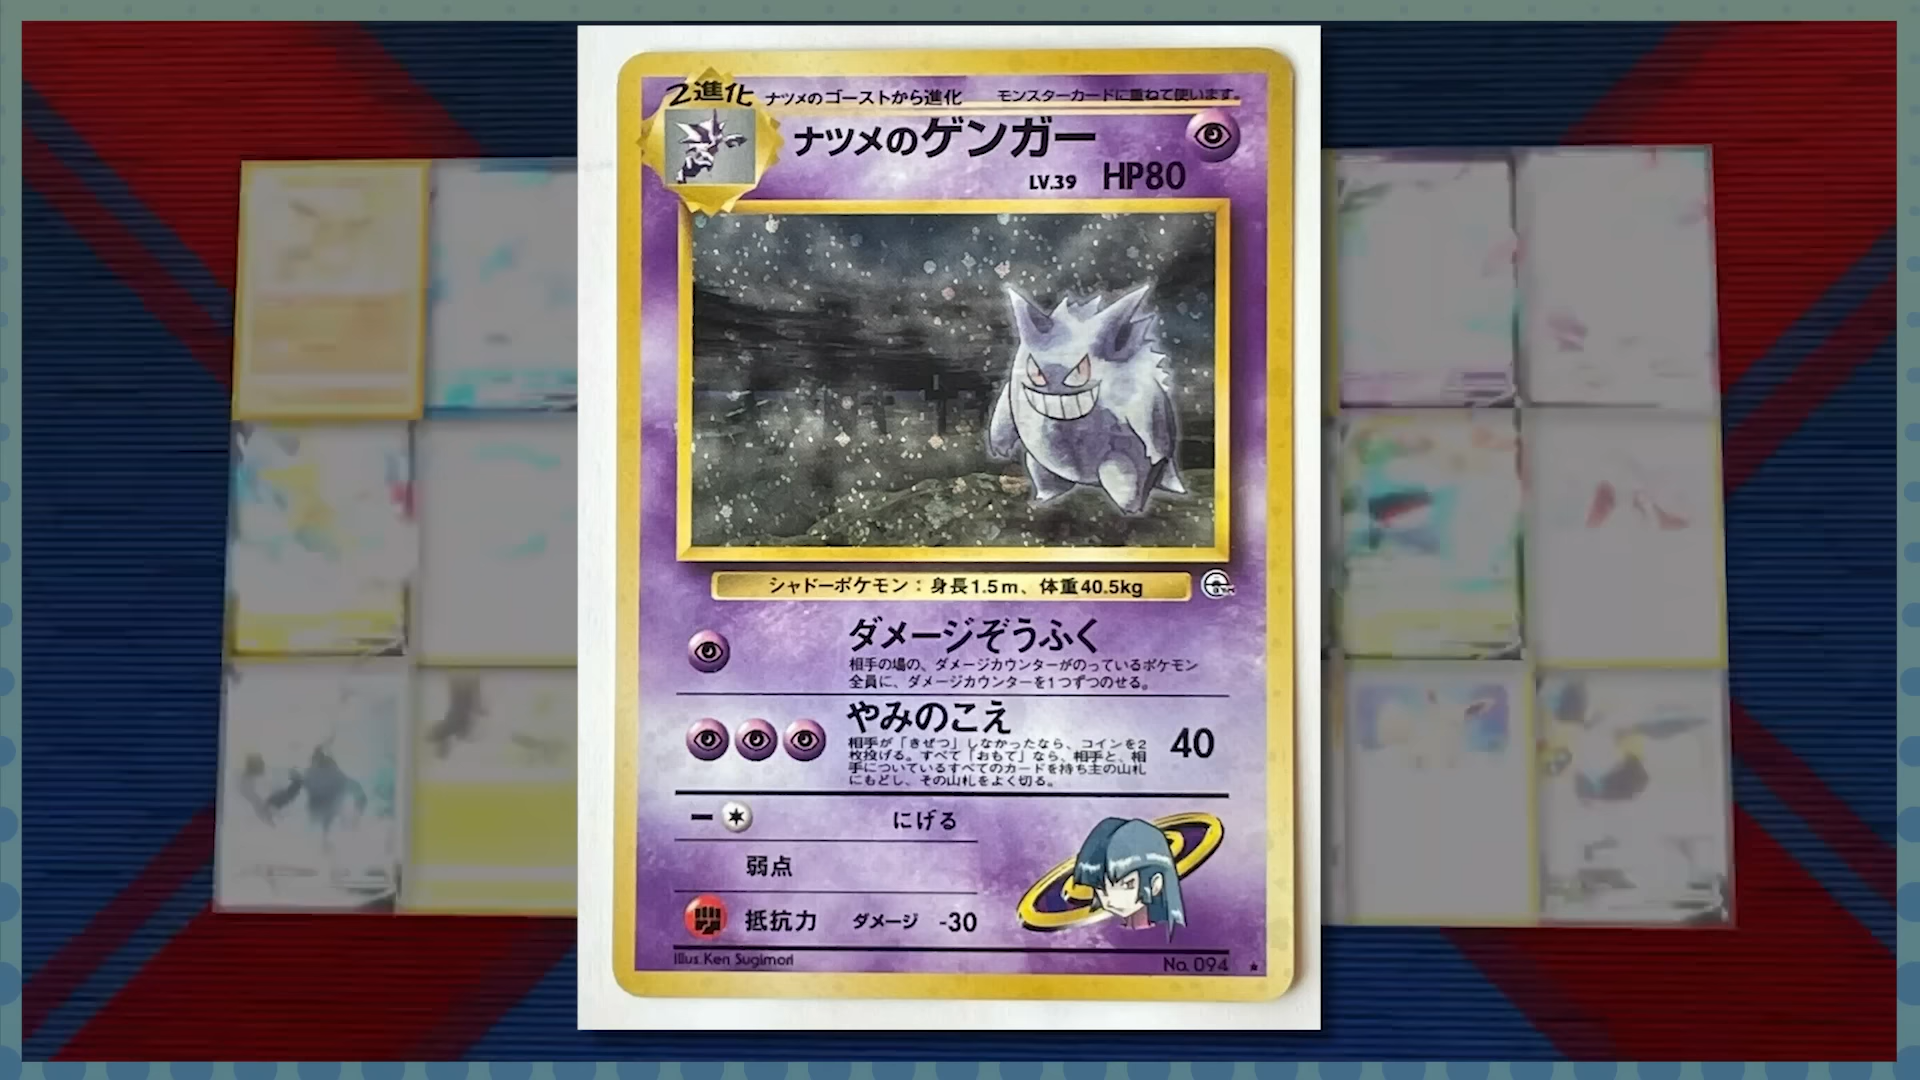 2進化 ナツメのゴーストから進化 モンスターカードに重ねて使います。
ナツメのゲンガー
LV.39 HP80
シャドーポケモン：身長1.5m、体重40.5kg
ダメージぞうふく
相手の場の、ダメージカウンターがのっているポケモン
全員に、ダメージカウンターを1つずつのせる。
やみのこえ
40
相手が「きぜつ」しなかったなら、コインを2
枚投げる。すべて「おもて」なら、相手と、相
手についているすべてのカードを持ち主の山札
にもどし、その山札をよく切る。
ー にげる
弱点
抵抗力 ダメージ -30
Illus. Ken Sugimori No. 094 ★